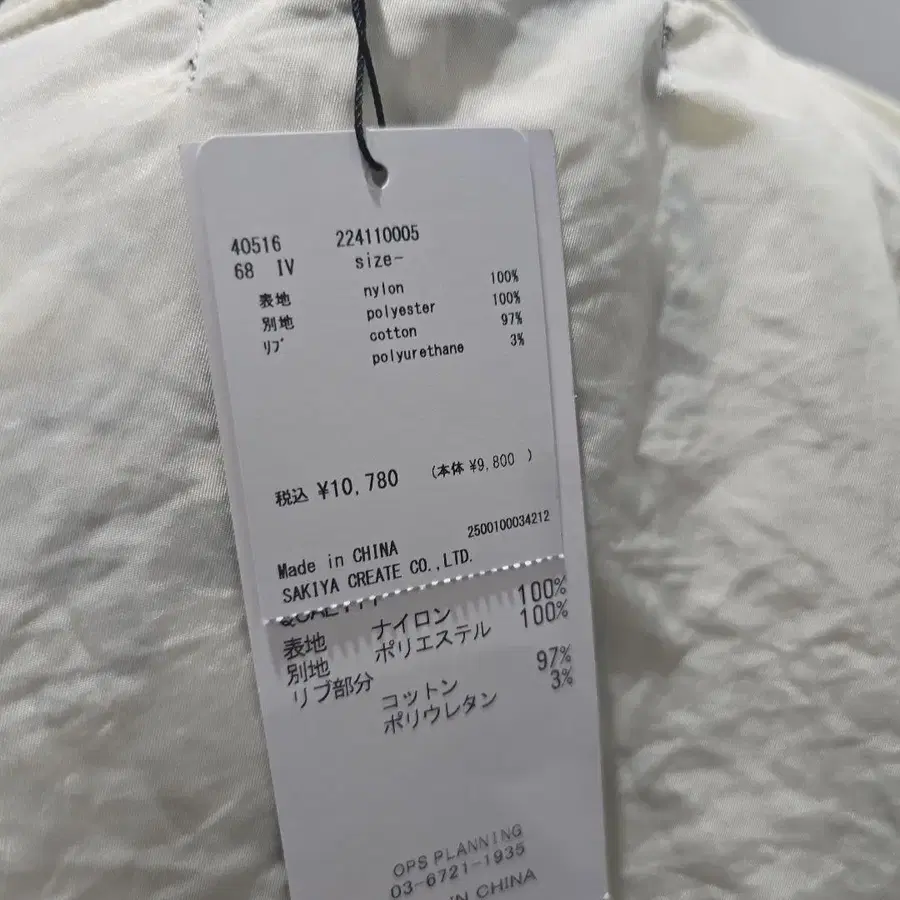 40516 224110005
68 IV size-
表地 nylon 100%
別地 polyester 100%
ﾘﾌﾞ cotton 97%
polyurethane 3%
税込 ¥10,780 (本体 ¥9,800 )
2500100034212
Made in CHINA
SAKIYA CREATE CO.,LTD.
表地 ナイロン 100%
別地 ポリエステル 100%
リブ部分
コットン 97%
ポリウレタン 3%
OPS PLANNING
03-6721-1935
IN CHINA